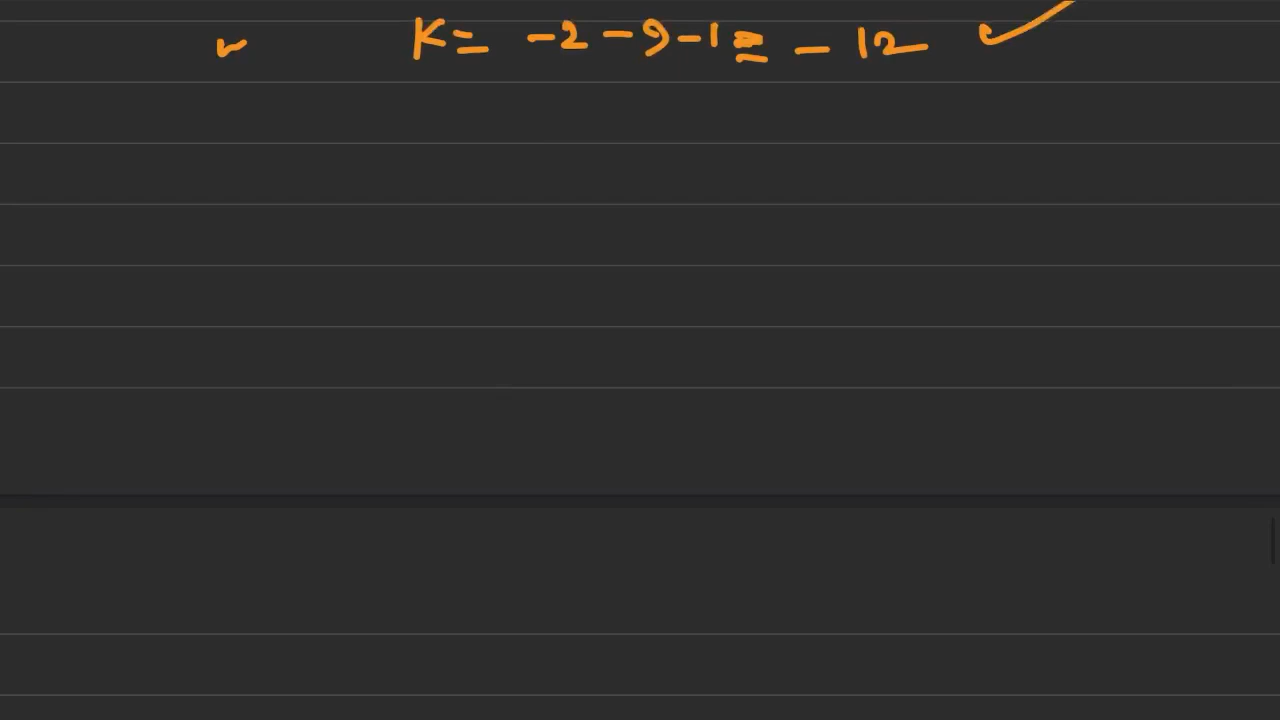 K = -2 - 9 - 1 = - 12